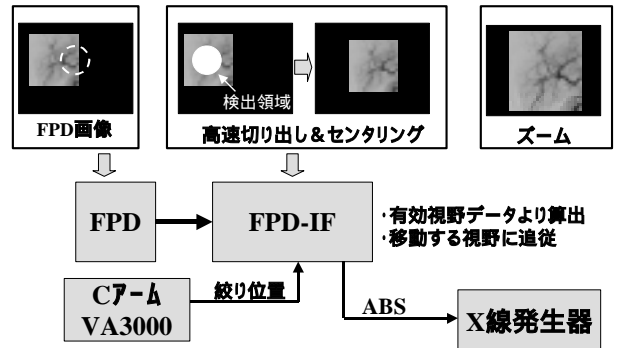 検出領域
FPD画像
高速切り出し＆センタリング
ズーム
FPD
FPD-IF
・有効視野データより算出
・移動する視野に追従
Cアーム
VA3000
絞り位置
ABS
X線発生器